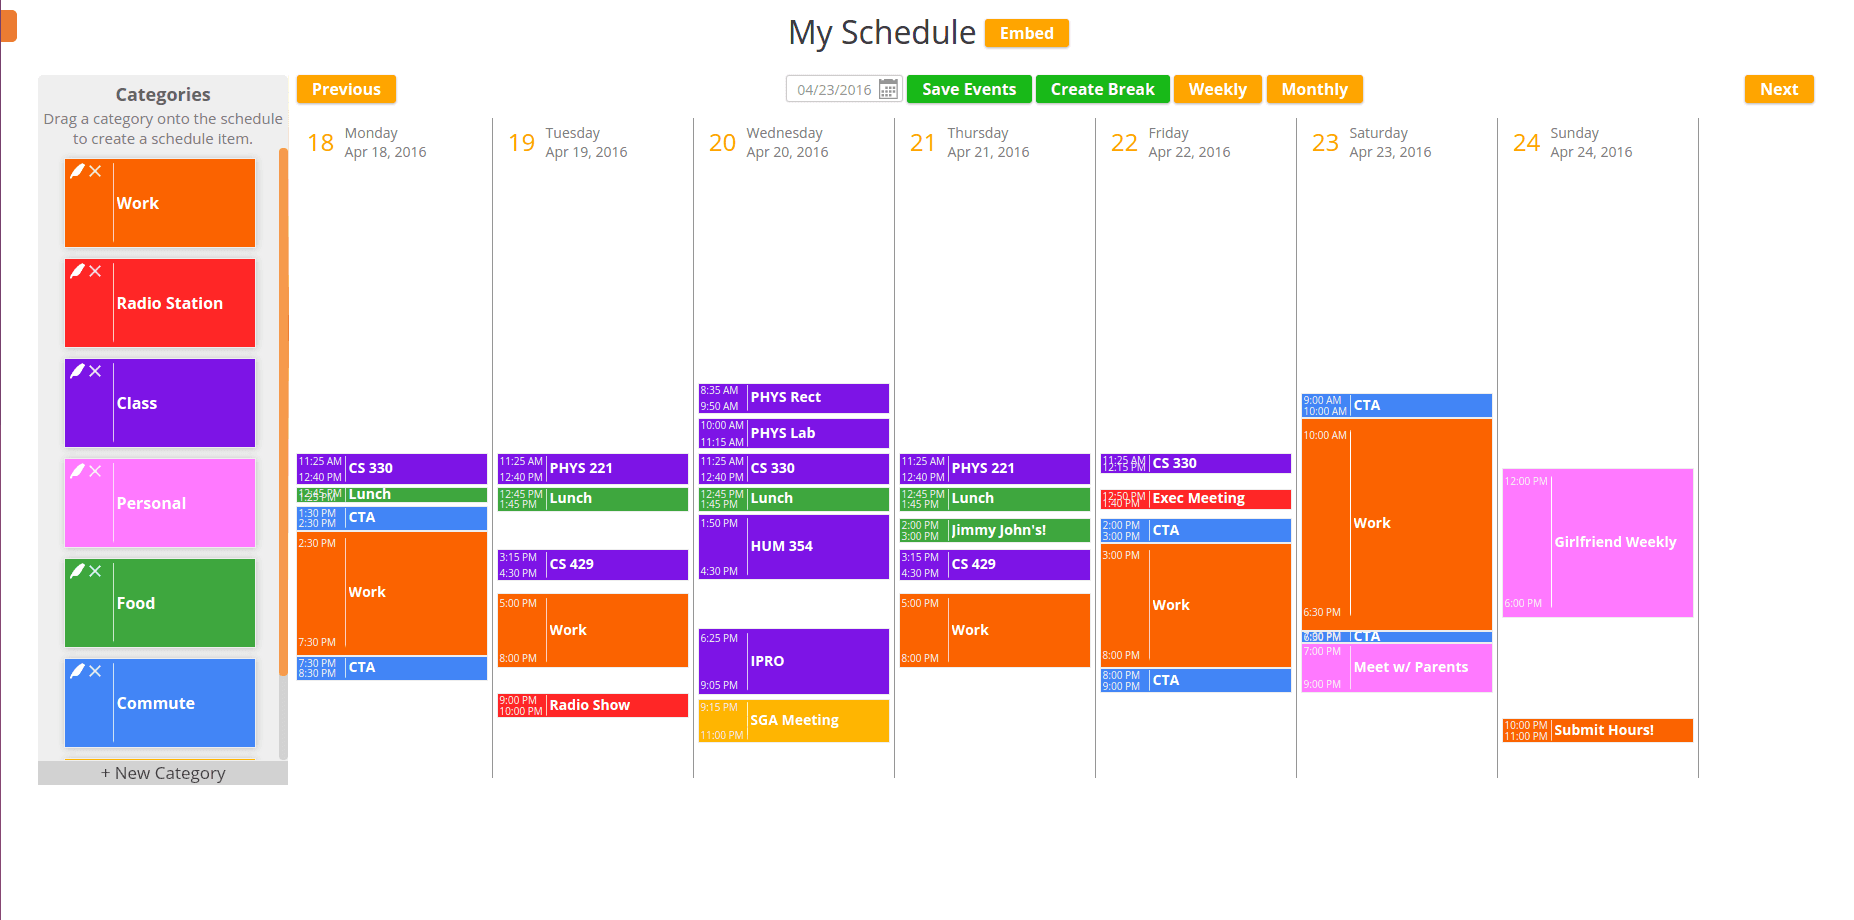 My Schedule
Embed
Categories
Drag a category onto the schedule
to create a schedule item.
Work
Radio Station
Class
Personal
Food
Commute
+ New Category
Previous
04/23/2016
Save Events
Create Break
Weekly
Monthly
Next
18
Monday
Apr 18, 2016
11:25 AM
12:40 PM
CS 330
12:45 PM
1:25 PM
Lunch
1:30 PM
2:30 PM
CTA
2:30 PM
7:30 PM
Work
7:30 PM
8:30 PM
CTA
19
Tuesday
Apr 19, 2016
11:25 AM
12:40 PM
PHYS 221
12:45 PM
1:45 PM
Lunch
3:15 PM
4:30 PM
CS 429
5:00 PM
8:00 PM
Work
9:00 PM
10:00 PM
Radio Show
20
Wednesday
Apr 20, 2016
8:35 AM
9:50 AM
PHYS Rect
10:00 AM
11:15 AM
PHYS Lab
11:25 AM
12:40 PM
CS 330
12:45 PM
1:45 PM
Lunch
1:50 PM
4:30 PM
HUM 354
6:25 PM
9:05 PM
IPRO
9:15 PM
11:00 PM
SGA Meeting
21
Thursday
Apr 21, 2016
11:25 AM
12:40 PM
PHYS 221
12:45 PM
1:45 PM
Lunch
2:00 PM
3:00 PM
Jimmy John's!
3:15 PM
4:30 PM
CS 429
5:00 PM
8:00 PM
Work
22
Friday
Apr 22, 2016
11:25 AM
12:15 PM
CS 330
12:50 PM
1:40 PM
Exec Meeting
2:00 PM
3:00 PM
CTA
3:00 PM
8:00 PM
Work
8:00 PM
9:00 PM
CTA
23
Saturday
Apr 23, 2016
9:00 AM
10:00 AM
CTA
10:00 AM
6:30 PM
Work
CTA
7:00 PM
9:00 PM
Meet w/ Parents
24
Sunday
Apr 24, 2016
12:00 PM
6:00 PM
Girlfriend Weekly
10:00 PM
11:00 PM
Submit Hours!